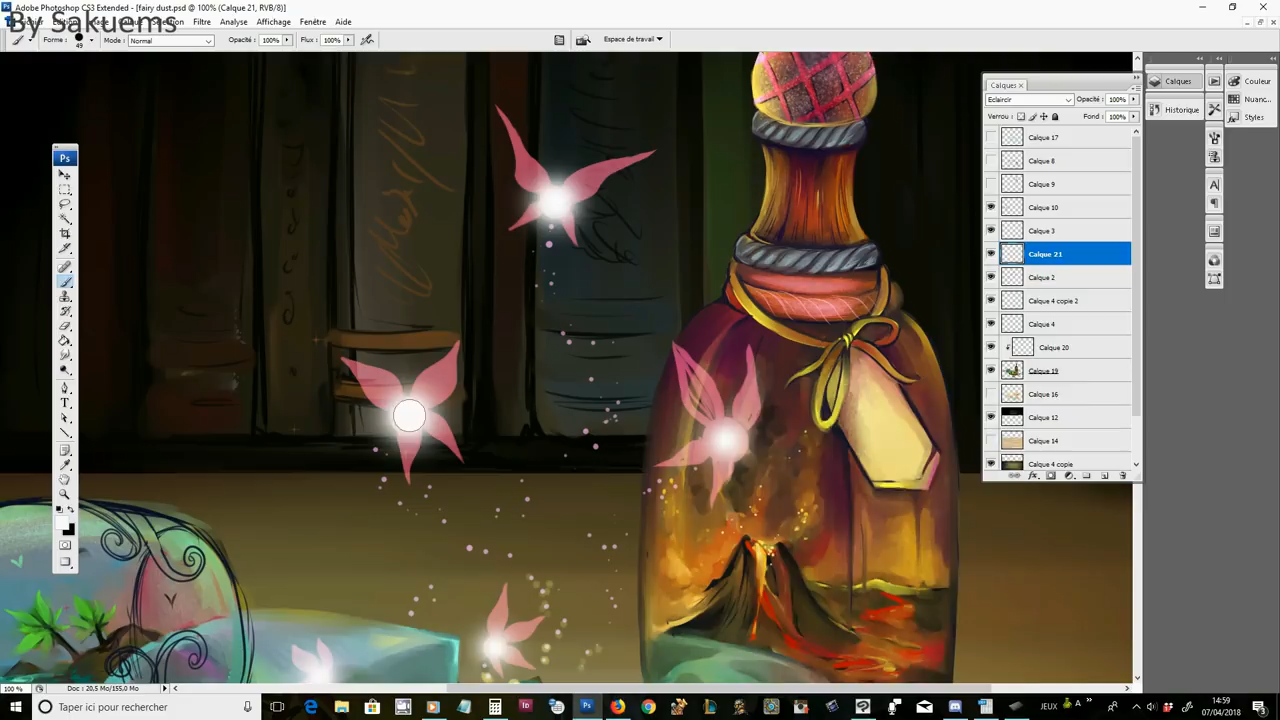 Adobe Photoshop CS3 Extended - [fairy dust.psd @ 100% (Calque 21, RVB/8)]
By Sakuems
Sélection Filtre Analyse Affichage Fenêtre Aide
Forme : 49 Mode : Normal Opacité : 100% Flux : 100% Espace de travail
Calques
Eclaircir Opacité : 100%
Verrou : Fond : 100%
Calque 17
Calque 8
Calque 9
Calque 10
Calque 3
Calque 21
Calque 2
Calque 4 copie 2
Calque 4
Calque 20
Calque 19
Calque 16
Calque 12
Calque 14
Calque 4 copie
Calques
Historique
Couleur
Nuanc...
Styles
Ps
100 % Doc : 20,5 Mo/155,0 Mo
Taper ici pour rechercher
JEUX
14:59
07/04/2018